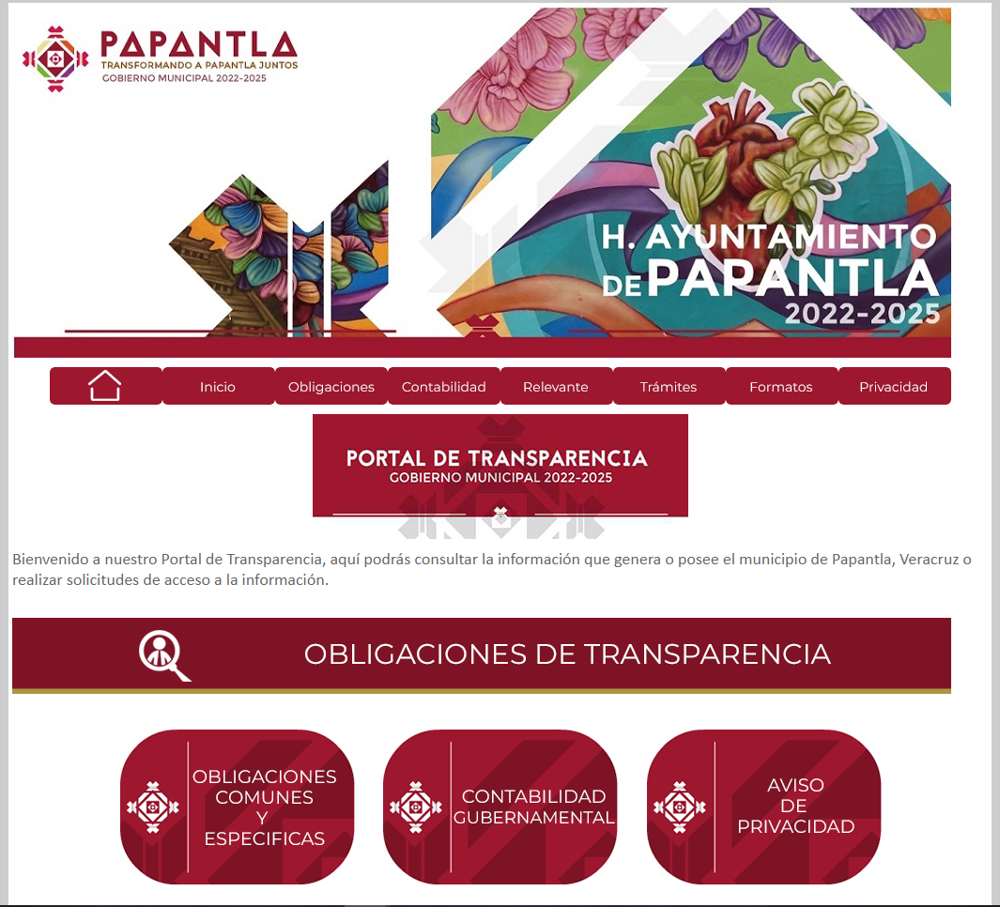 PAPANTLA
TRANSFORMANDO A PAPANTLA JUNTOS
GOBIERNO MUNICIPAL 2022-2025
H. AYUNTAMIENTO
DE PAPANTLA
2022-2025
Inicio
Obligaciones
Contabilidad
Relevante
Trámites
Formatos
Privacidad
PORTAL DE TRANSPARENCIA
GOBIERNO MUNICIPAL 2022-2025
Bienvenido a nuestro Portal de Transparencia, aquí podrás consultar la información que genera o posee el municipio de Papantla, Veracruz o
realizar solicitudes de acceso a la información.
OBLIGACIONES DE TRANSPARENCIA
OBLIGACIONES
COMUNES
Y
ESPECIFICAS
CONTABILIDAD
GUBERNAMENTAL
AVISO
DE
PRIVACIDAD